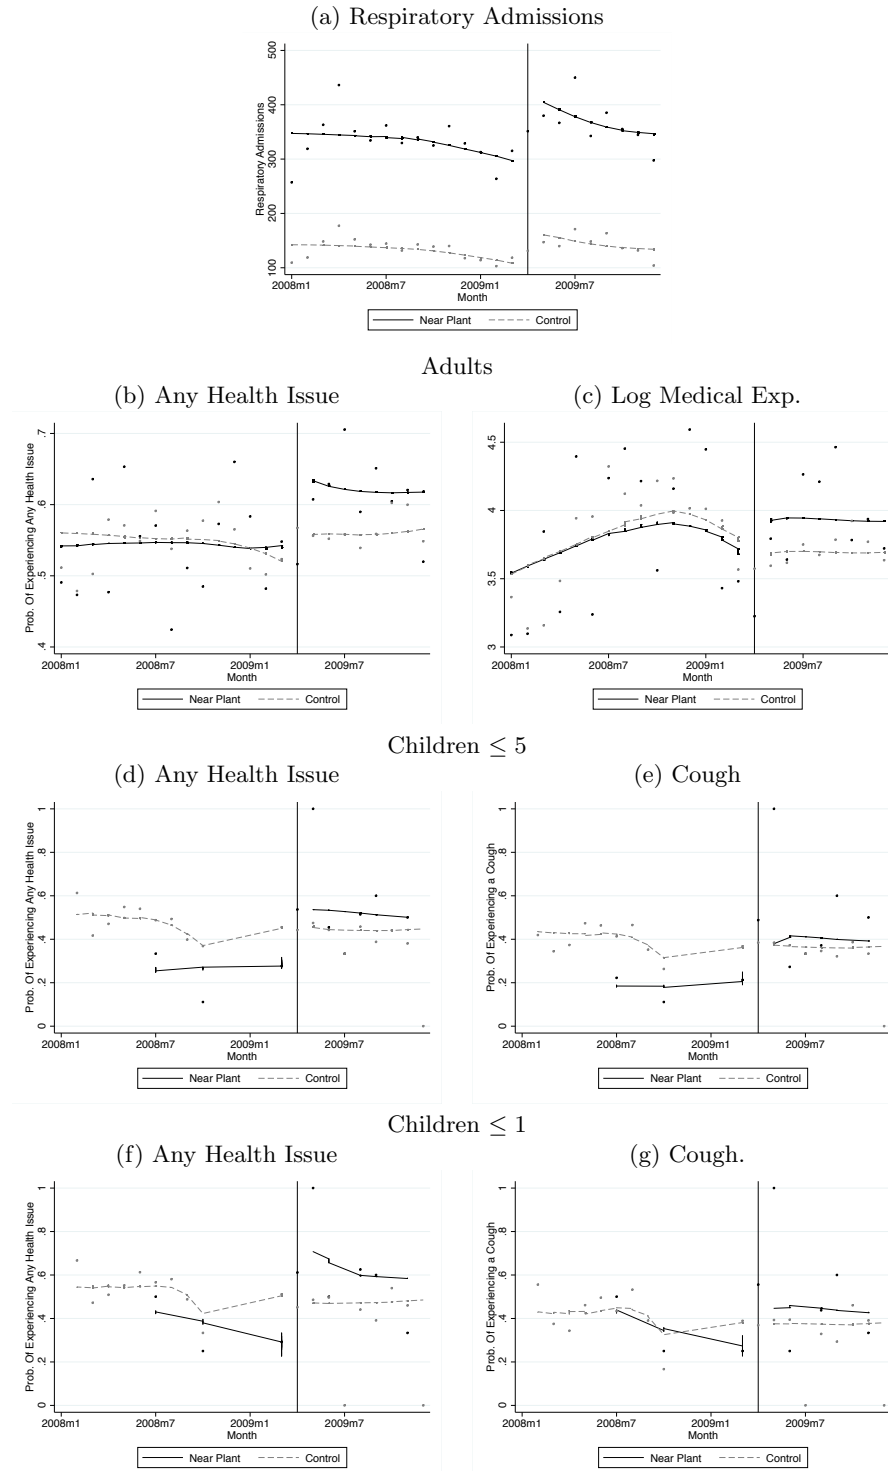 (a) Respiratory Admissions
Respiratory Admissions
500
400
300
200
100
2008m1 2008m7 2009m1 2009m7
Month
Near Plant Control
Adults
(b) Any Health Issue
Prob. Of Experiencing Any Health Issue
.7
.6
.5
.4
2008m1 2008m7 2009m1 2009m7
Month
Near Plant Control
(c) Log Medical Exp.
4.5
4
3.5
3
2008m1 2008m7 2009m1 2009m7
Month
Near Plant Control
Children ≤ 5
(d) Any Health Issue
Prob. Of Experiencing Any Health Issue
1
.8
.6
.4
.2
0
2008m1 2008m7 2009m1 2009m7
Month
Near Plant Control
(e) Cough
Prob. Of Experiencing a Cough
1
.8
.6
.4
.2
0
2008m1 2008m7 2009m1 2009m7
Month
Near Plant Control
Children ≤ 1
(f) Any Health Issue
Prob. Of Experiencing Any Health Issue
1
.8
.6
.4
.2
0
2008m1 2008m7 2009m1 2009m7
Month
Near Plant Control
(g) Cough.
Prob. Of Experiencing a Cough
1
.8
.6
.4
.2
0
2008m1 2008m7 2009m1 2009m7
Month
Near Plant Control